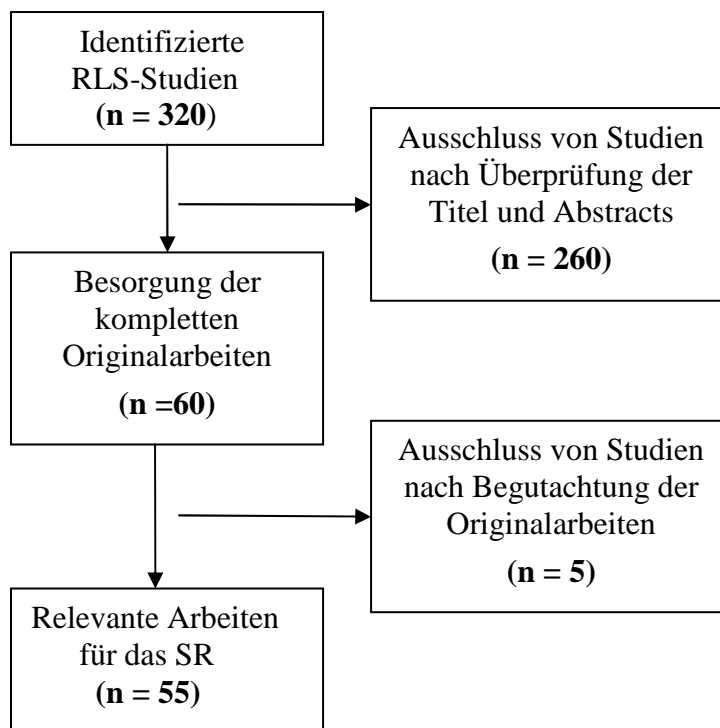 Identifizierte
RLS-Studien
(n = 320)
Ausschluss von Studien
nach Überprüfung der
Titel und Abstracts
(n = 260)
Besorgung der
kompletten
Originalarbeiten
(n =60)
Ausschluss von Studien
nach Begutachtung der
Originalarbeiten
(n = 5)
Relevante Arbeiten
für das SR
(n = 55)